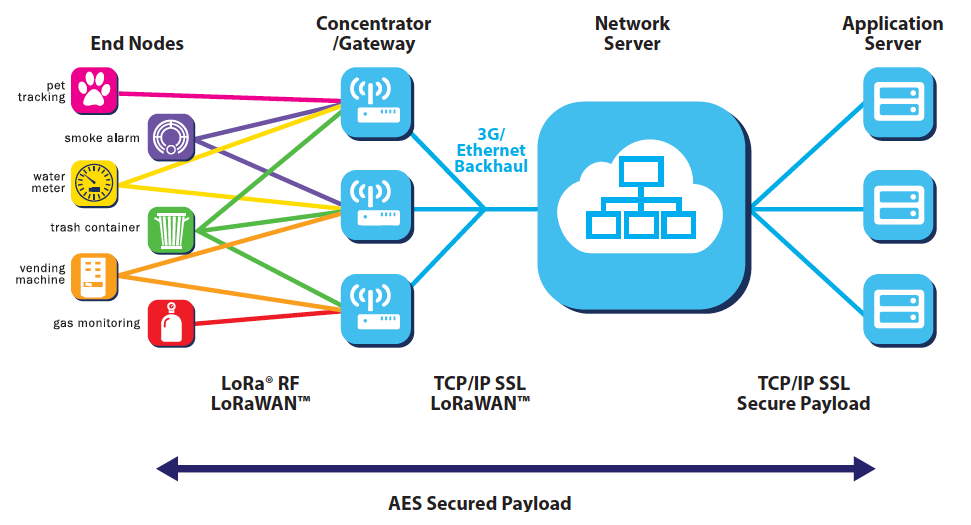 End Nodes
Concentrator
/Gateway
Network
Server
Application
Server
pet
tracking
smoke alarm
water
meter
trash container
vending
machine
gas monitoring
3G/
Ethernet
Backhaul
LoRa® RF
LoRaWAN™
TCP/IP SSL
LoRaWAN™
TCP/IP SSL
Secure Payload
AES Secured Payload